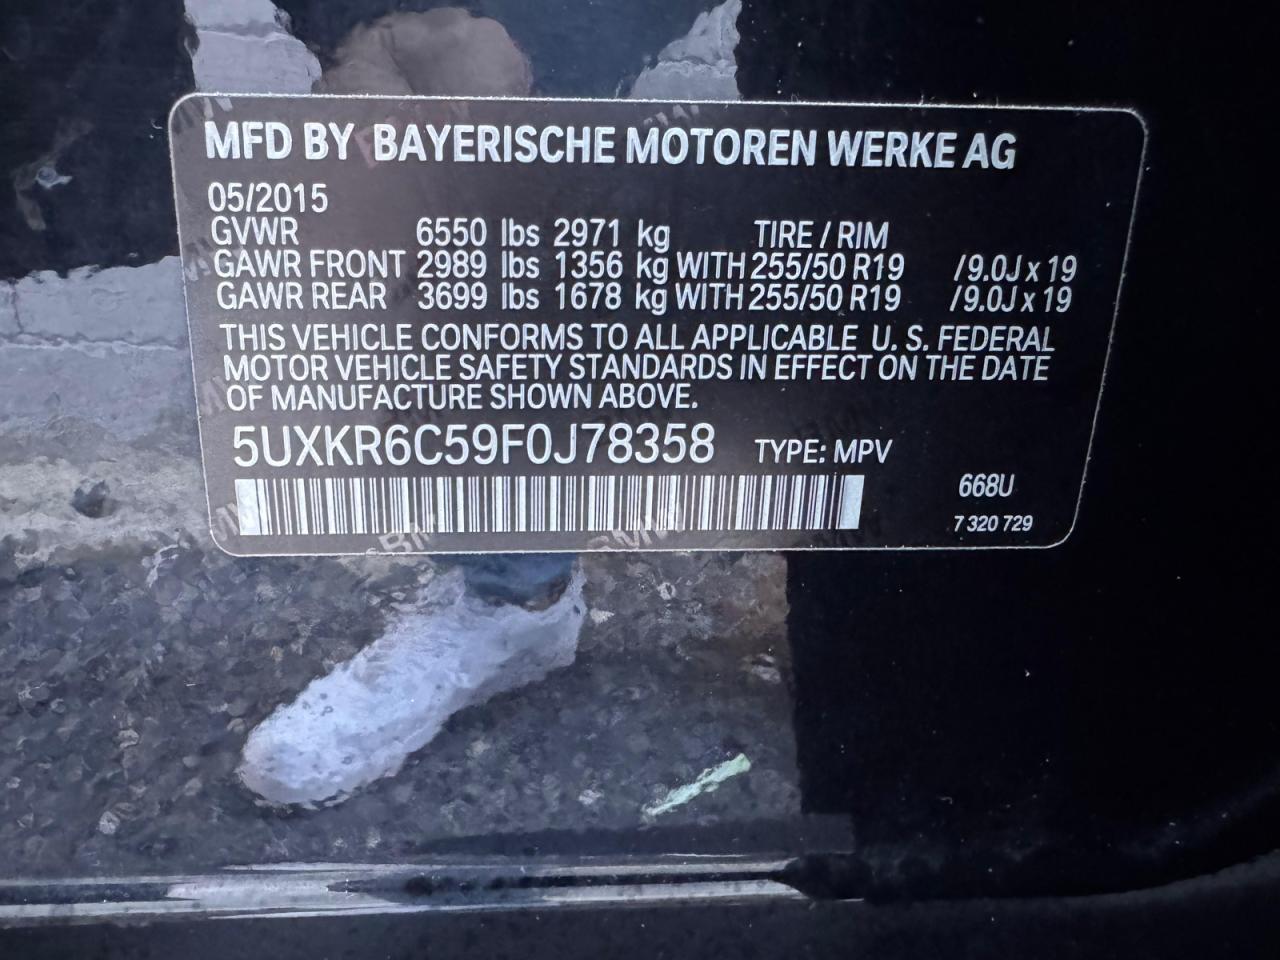 MFD BY BAYERISCHE MOTOREN WERKE AG
05/2015
GVWR 6550 lbs 2971 kg TIRE / RIM
GAWR FRONT 2989 lbs 1356 kg WITH 255/50 R19 /9.0J x 19
GAWR REAR 3699 lbs 1678 kg WITH 255/50 R19 /9.0J x 19
THIS VEHICLE CONFORMS TO ALL APPLICABLE U. S. FEDERAL
MOTOR VEHICLE SAFETY STANDARDS IN EFFECT ON THE DATE
OF MANUFACTURE SHOWN ABOVE.
5UXKR6C59F0J78358 TYPE: MPV
668U
7 320 729